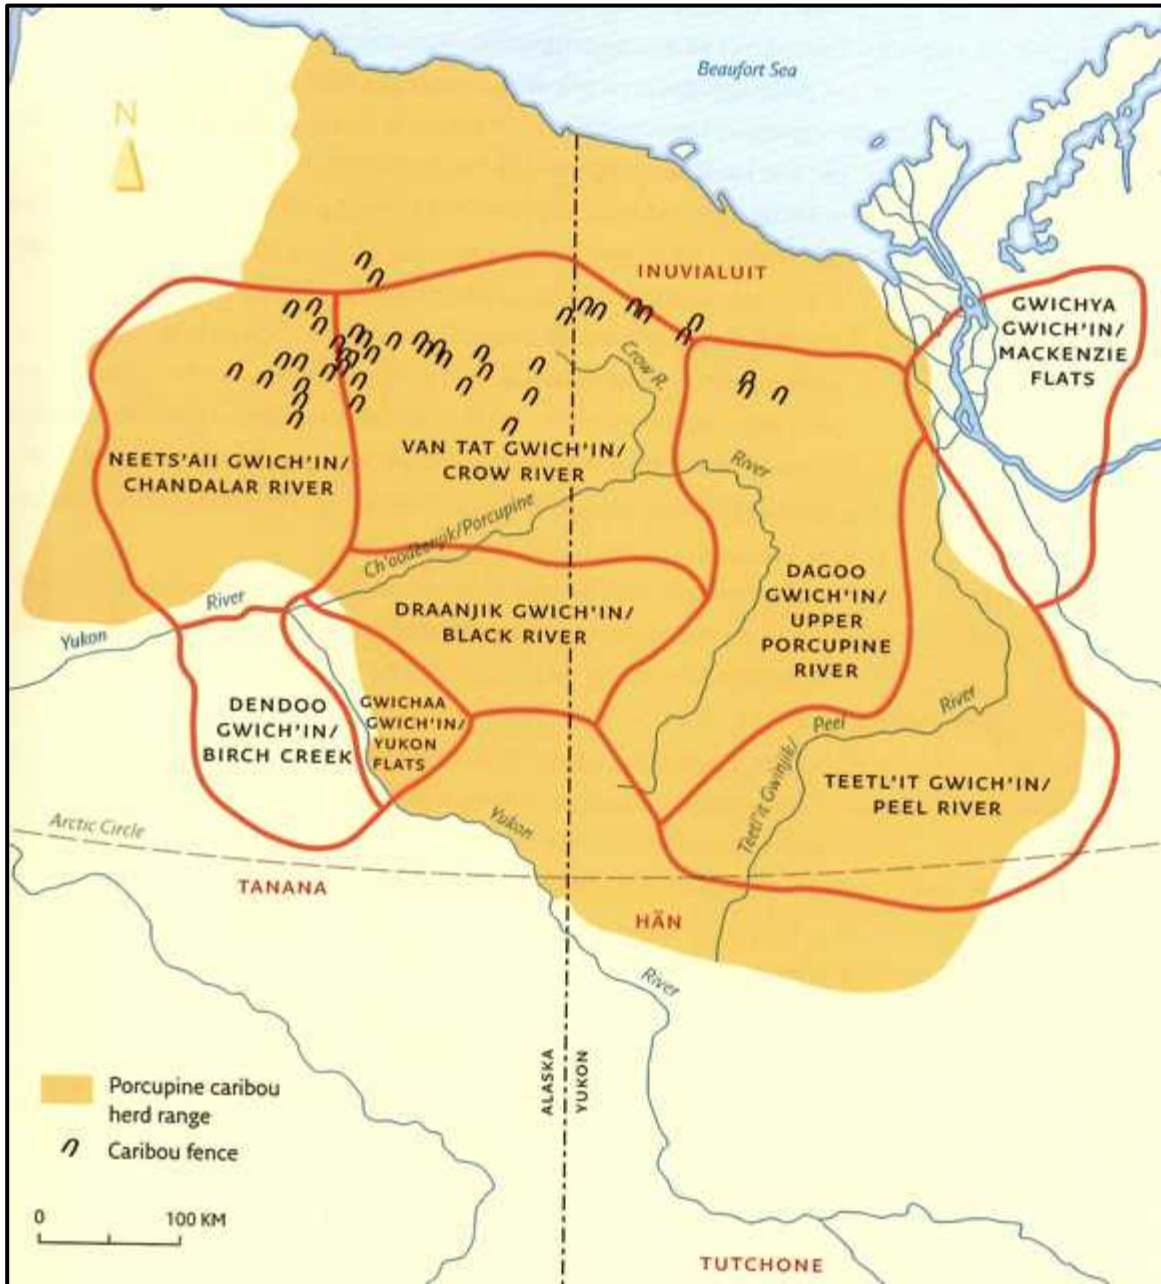 Beaufort Sea
N
INUVIALUIT
GWICHYA
GWICH'IN/
MACKENZIE
FLATS
Crow R.
NEETS'AII GWICH'IN/
CHANDALAR RIVER
VAN TAT GWICH'IN/
CROW RIVER
River
Ch'oodeenjik/Porcupine
DAGOO
GWICH'IN/
UPPER
PORCUPINE
RIVER
DRAANJIK GWICH'IN/
BLACK RIVER
River
Yukon
DENDOO
GWICH'IN/
BIRCH CREEK
GWICHAA
GWICH'IN/
YUKON
FLATS
River
Peel
Teetl'it Gwinjik/
TEETL'IT GWICH'IN/
PEEL RIVER
Yukon
Arctic Circle
TANANA
HÄN
River
ALASKA
YUKON
Porcupine caribou
herd range
Caribou fence
0 100 KM
TUTCHONE